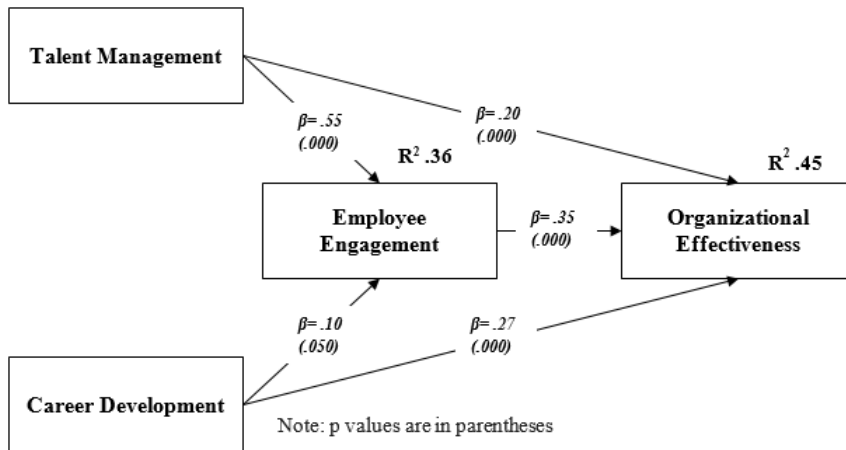 Talent Management
β= .55
(.000)
β= .20
(.000)
R² .36
R² .45
Employee
Engagement
β= .35
(.000)
Organizational
Effectiveness
β= .10
(.050)
β= .27
(.000)
Career Development
Note: p values are in parentheses